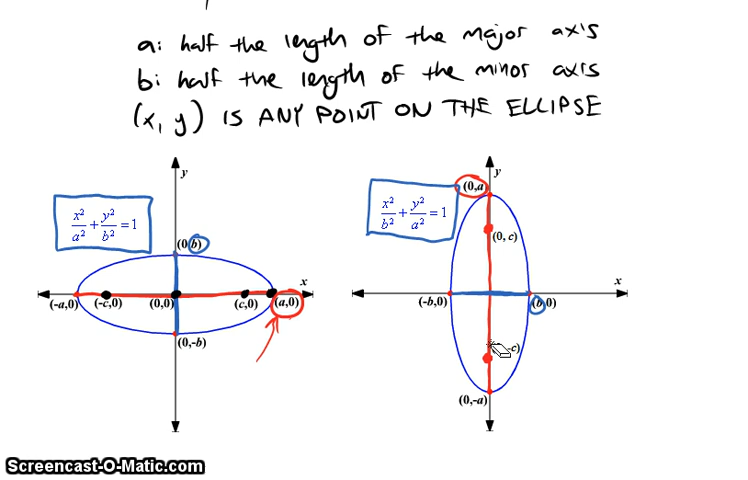 a: half the length of the major axis
b: half the length of the minor axis
(x, y) IS ANY POINT ON THE ELLIPSE
y
x²/a² + y²/b² = 1
(0,b)
x
(-a,0) (-c,0) (0,0) (c,0) (a,0)
(0,-b)
y
(0,a)
x²/b² + y²/a² = 1
(0, c)
x
(-b,0) (b,0)
-c)
(0,-a)
Screencast-O-Matic.com